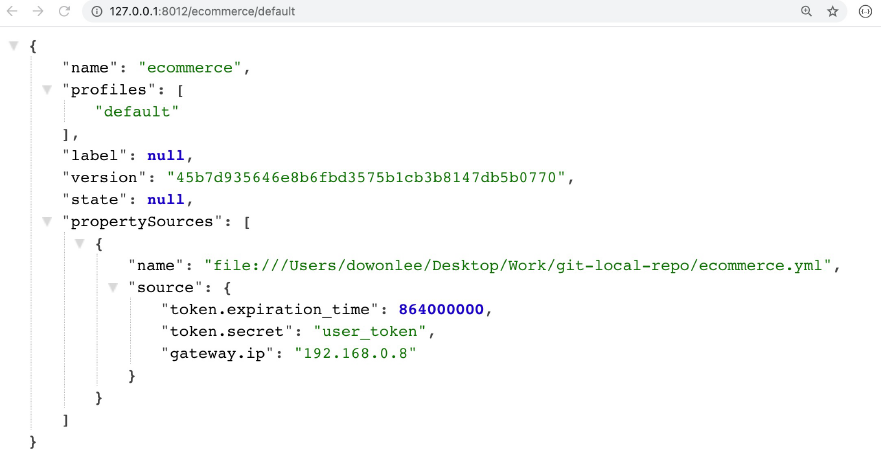 127.0.0.1:8012/ecommerce/default
{
"name": "ecommerce",
"profiles": [
"default"
],
"label": null,
"version": "45b7d935646e8b6fbd3575b1cb3b8147db5b0770",
"state": null,
"propertySources": [
{
"name": "file:///Users/dowonlee/Desktop/Work/git-local-repo/ecommerce.yml",
"source": {
"token.expiration_time": 864000000,
"token.secret": "user_token",
"gateway.ip": "192.168.0.8"
}
}
]
}